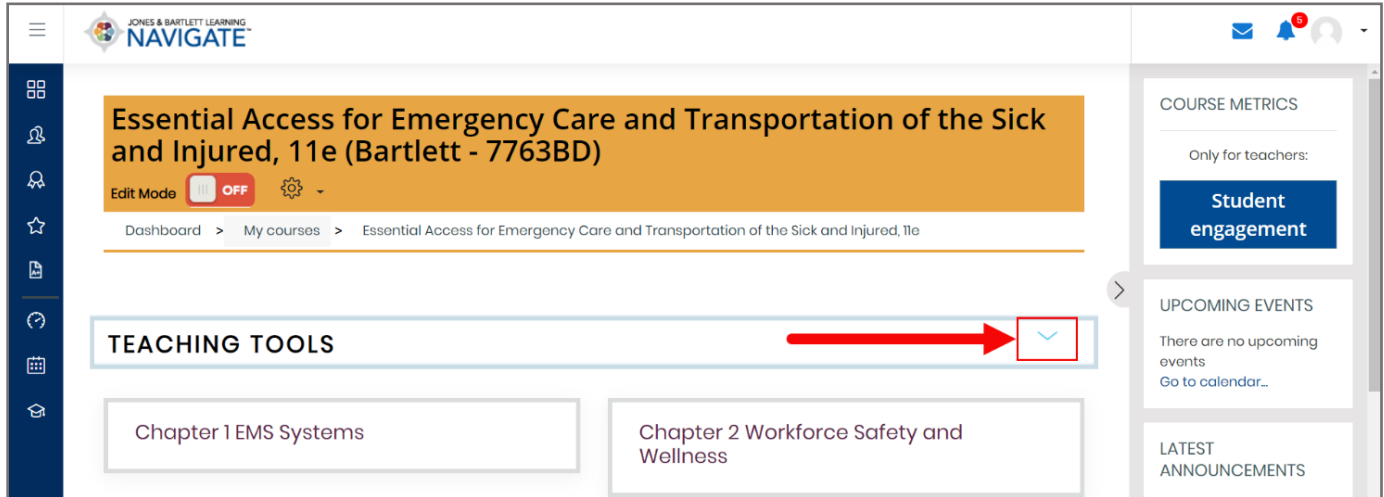 JONES & BARTLETT LEARNING
NAVIGATE™
5
Essential Access for Emergency Care and Transportation of the Sick
and Injured, 11e (Bartlett - 7763BD)
Edit Mode OFF
Dashboard > My courses > Essential Access for Emergency Care and Transportation of the Sick and Injured, 11e
TEACHING TOOLS
Chapter 1 EMS Systems
Chapter 2 Workforce Safety and
Wellness
COURSE METRICS
Only for teachers:
Student
engagement
UPCOMING EVENTS
There are no upcoming
events
Go to calendar...
LATEST
ANNOUNCEMENTS